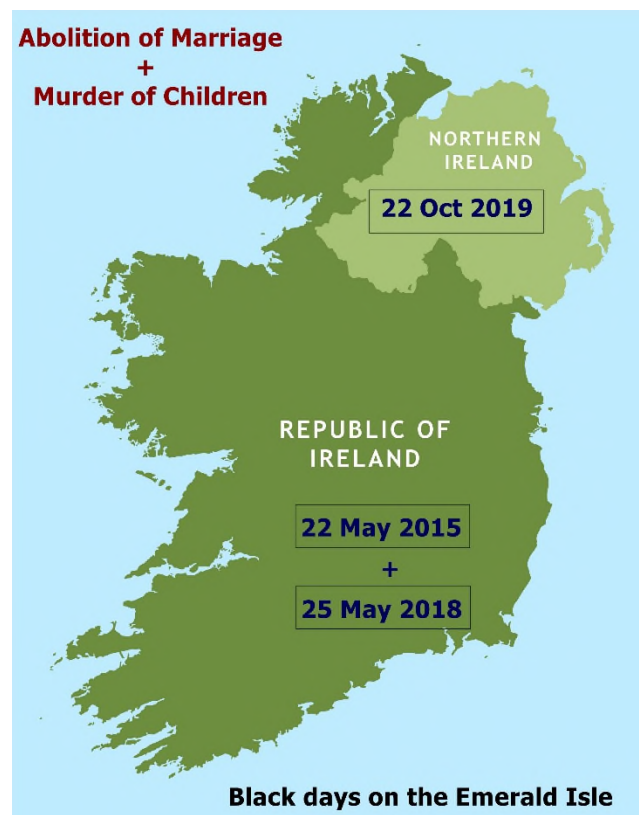 Abolition of Marriage
+
Murder of Children
NORTHERN
IRELAND
22 Oct 2019
REPUBLIC OF
IRELAND
22 May 2015
+
25 May 2018
Black days on the Emerald Isle